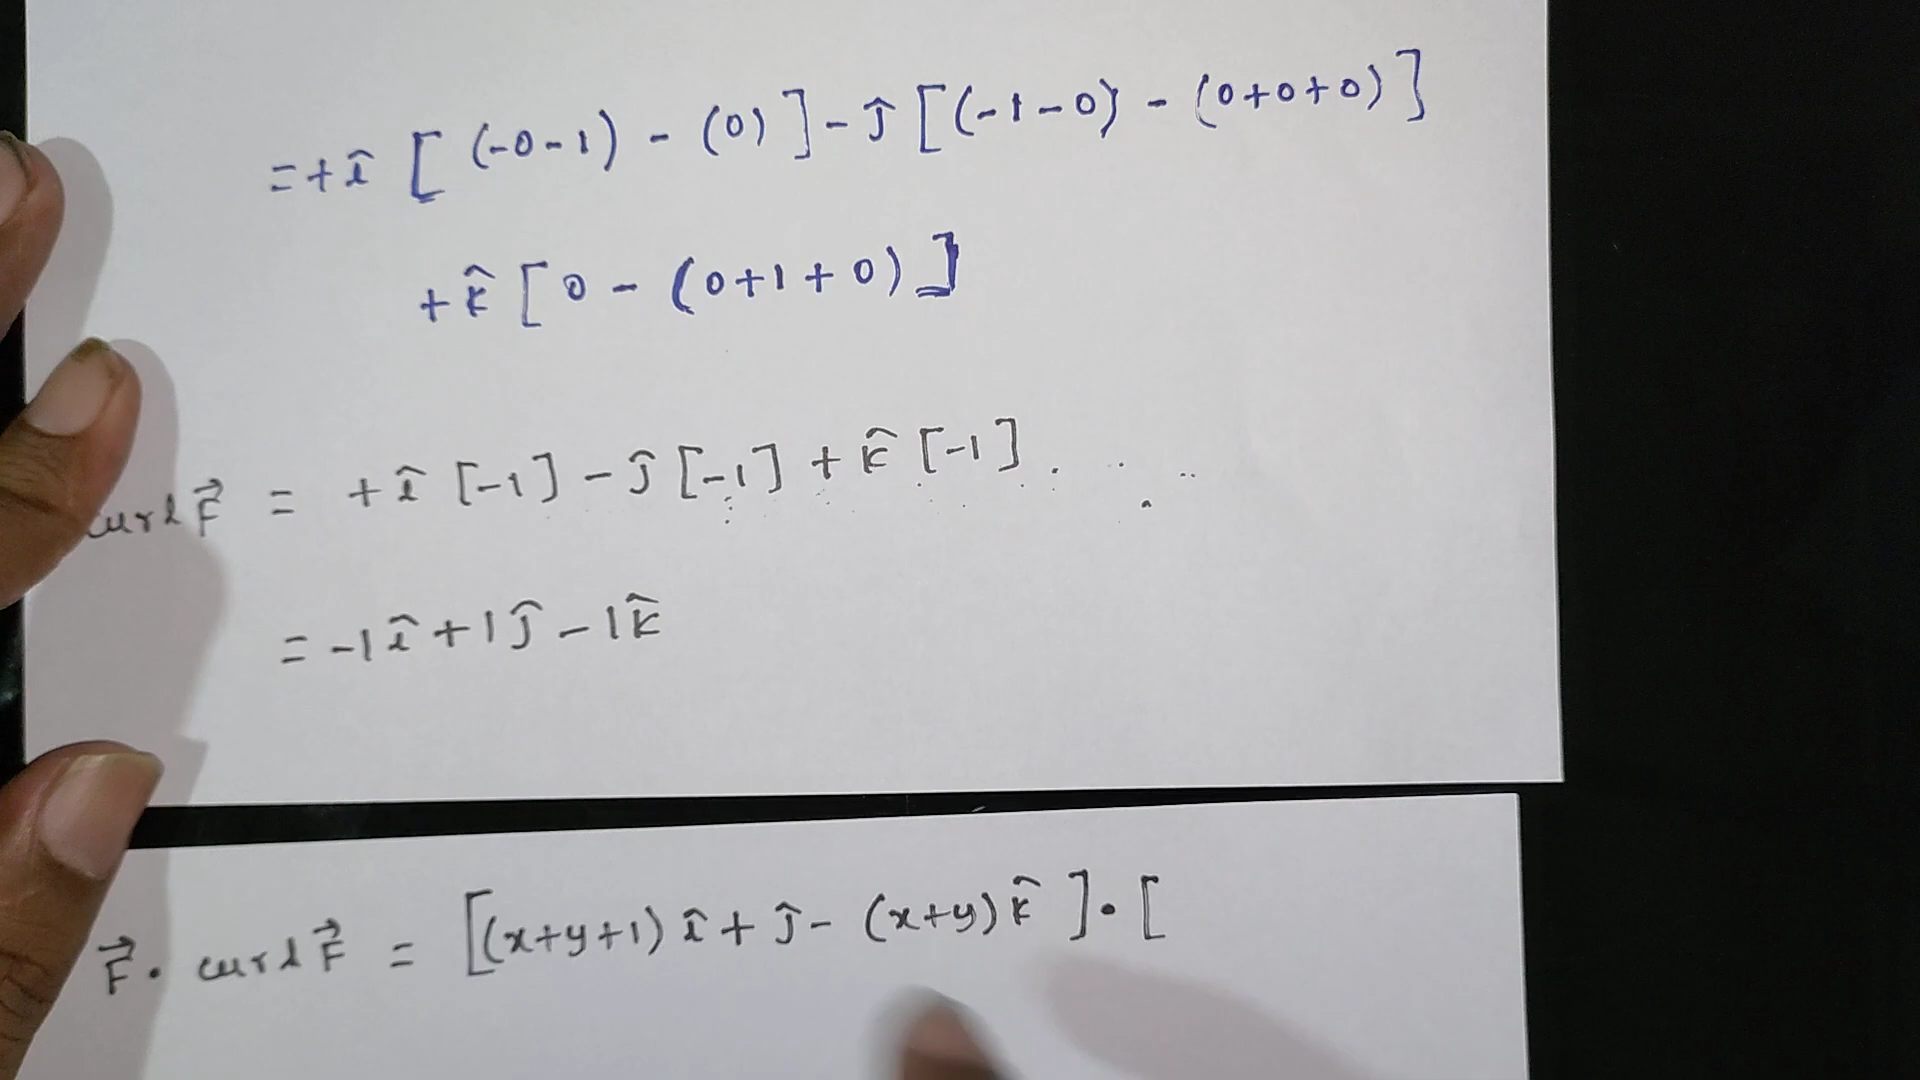 =+î [(-0-1) - (0)] - ĵ [(-1-0) - (0+0+0)]
+ k̂ [0 - (0+1+0)]
curl F⃗ = +î [-1] - ĵ [-1] + k̂ [-1].
= -1î+1ĵ-1k̂
F⃗ · curl F⃗ = [(x+y+1)î + ĵ - (x+y)k̂] · [